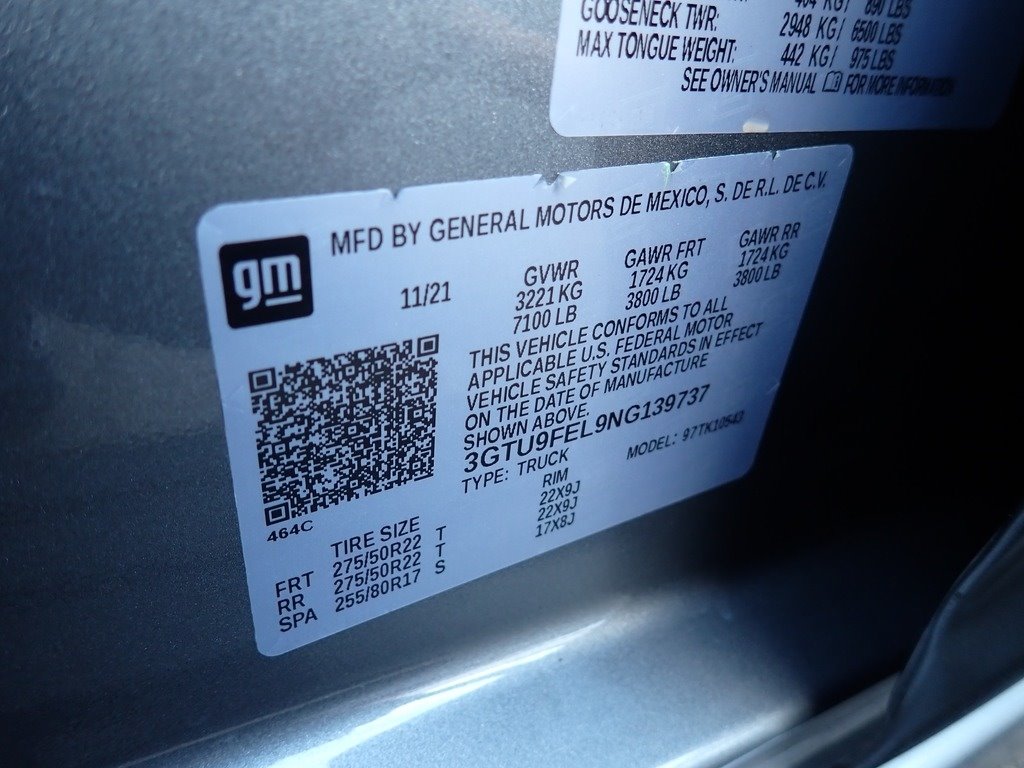 GOOSENECK TWR: 2948 KG/ 6500 LBS
MAX TONGUE WEIGHT: 442 KG/ 975 LBS
SEE OWNER'S MANUAL FOR MORE INFORMATION
gm
MFD BY GENERAL MOTORS DE MEXICO, S. DE R.L. DE C.V.
11/21
GVWR
3221 KG
7100 LB
GAWR FRT
1724 KG
3800 LB
GAWR RR
1724 KG
3800 LB
THIS VEHICLE CONFORMS TO ALL
APPLICABLE U.S. FEDERAL MOTOR
VEHICLE SAFETY STANDARDS IN EFFECT
ON THE DATE OF MANUFACTURE
SHOWN ABOVE.
3GTU9FEL9NG139737
TYPE: TRUCK MODEL: 97TK10543
464C
TIRE SIZE RIM
FRT 275/50R22 T 22X9J
RR 275/50R22 T 22X9J
SPA 255/80R17 S 17X8J